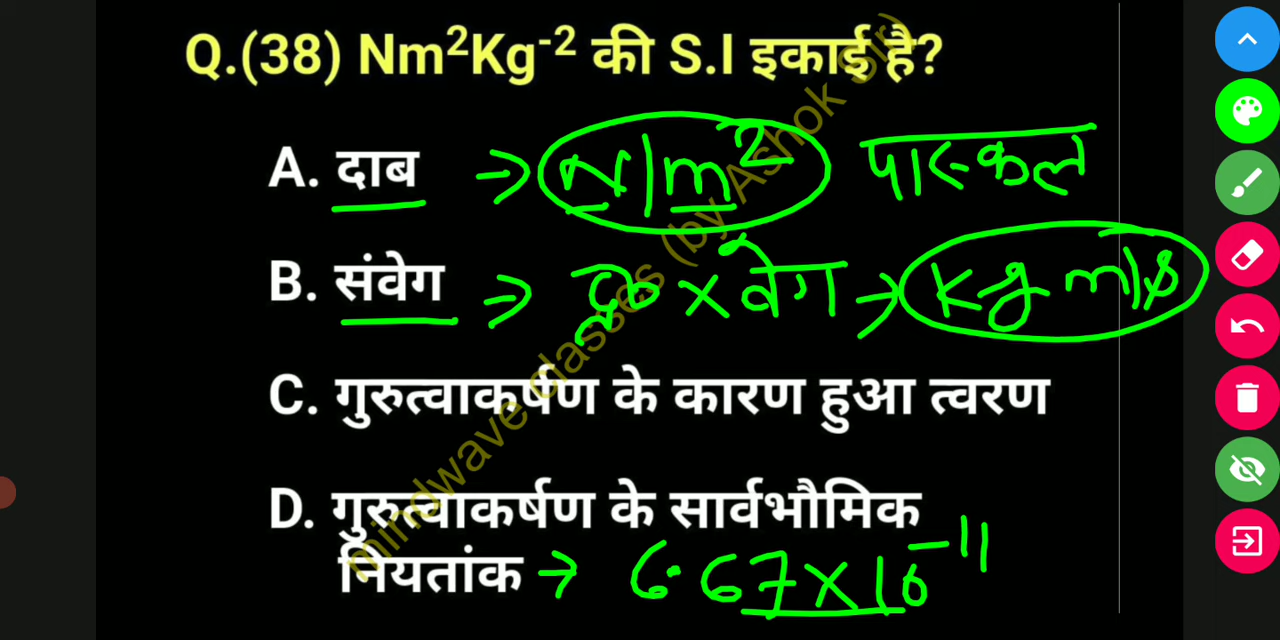 Q.(38) Nm²Kg⁻² की S.I इकाई है?
A. दाब → N/m² पास्कल
B. संवेग → द्र० × वेग → kg m/s
C. गुरुत्वाकर्षण के कारण हुआ त्वरण
D. गुरुत्वाकर्षण के सार्वभौमिक
नियतांक → 6.67×10⁻¹¹
mindwave classes (by Ashok sir)